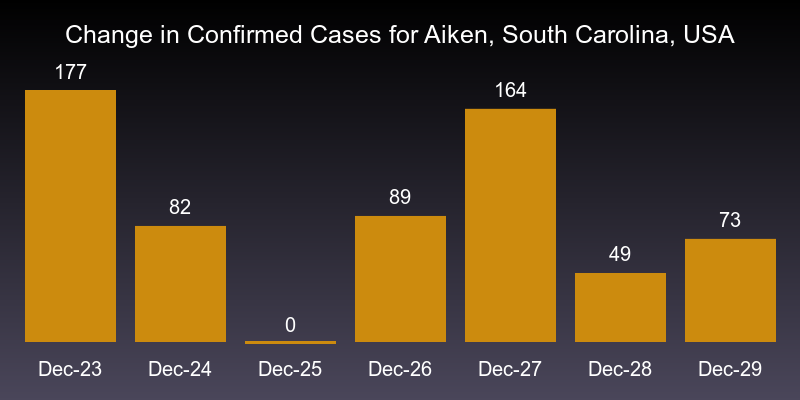 Change in Confirmed Cases for Aiken, South Carolina, USA
177
82
0
89
164
49
73
Dec-23
Dec-24
Dec-25
Dec-26
Dec-27
Dec-28
Dec-29